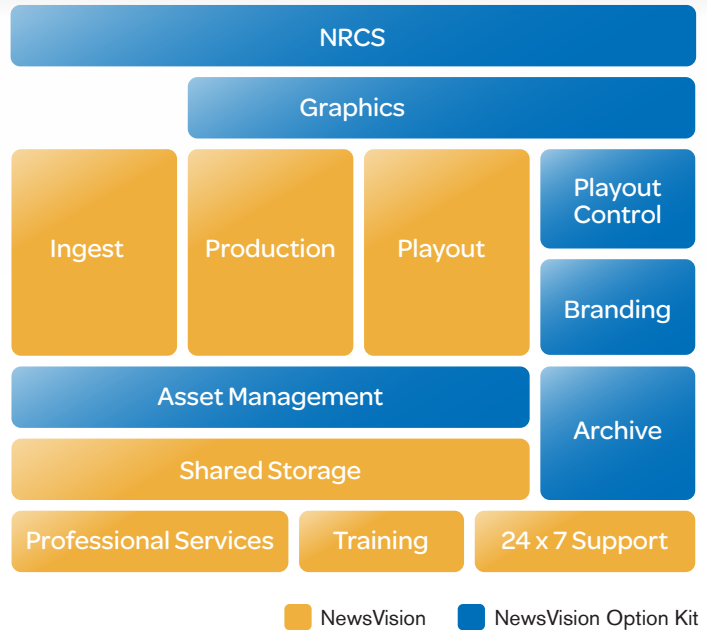 NRCS
Graphics
Ingest
Production
Playout
Playout
Control
Branding
Asset Management
Archive
Shared Storage
Professional Services
Training
24 x 7 Support
NewsVision
NewsVision Option Kit